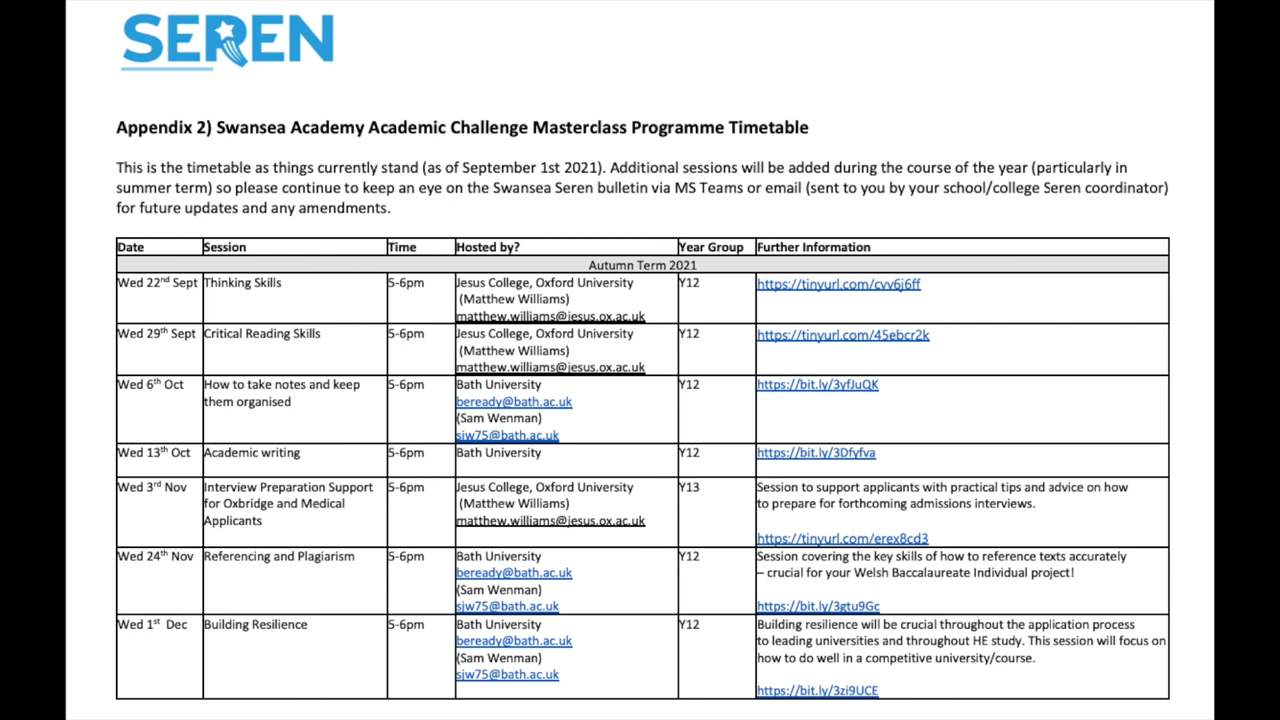 SEREN
Appendix 2) Swansea Academy Academic Challenge Masterclass Programme Timetable
This is the timetable as things currently stand (as of September 1st 2021). Additional sessions will be added during the course of the year (particularly in
summer term) so please continue to keep an eye on the Swansea Seren bulletin via MS Teams or email (sent to you by your school/college Seren coordinator)
for future updates and any amendments.
Date Session Time Hosted by? Year Group Further Information
Autumn Term 2021
Wed 22nd Sept Thinking Skills 5-6pm Jesus College, Oxford University Y12 https://tinyurl.com/cvv6j6ff
(Matthew Williams)
matthew.williams@jesus.ox.ac.uk
Wed 29th Sept Critical Reading Skills 5-6pm Jesus College, Oxford University Y12 https://tinyurl.com/45ebcr2k
(Matthew Williams)
matthew.williams@jesus.ox.ac.uk
Wed 6th Oct How to take notes and keep 5-6pm Bath University Y12 https://bit.ly/3yfJuQK
them organised beready@bath.ac.uk
(Sam Wenman)
sjw75@bath.ac.uk
Wed 13th Oct Academic writing 5-6pm Bath University Y12 https://bit.ly/3Dfyfva
Wed 3rd Nov Interview Preparation Support 5-6pm Jesus College, Oxford University Y13 Session to support applicants with practical tips and advice on how
for Oxbridge and Medical (Matthew Williams) to prepare for forthcoming admissions interviews.
Applicants matthew.williams@jesus.ox.ac.uk
https://tinyurl.com/erex8cd3
Wed 24th Nov Referencing and Plagiarism 5-6pm Bath University Y12 Session covering the key skills of how to reference texts accurately
beready@bath.ac.uk – crucial for your Welsh Baccalaureate Individual project!
(Sam Wenman)
sjw75@bath.ac.uk https://bit.ly/3gtu9Gc
Wed 1st Dec Building Resilience 5-6pm Bath University Y12 Building resilience will be crucial throughout the application process
beready@bath.ac.uk to leading universities and throughout HE study. This session will focus on
(Sam Wenman) how to do well in a competitive university/course.
sjw75@bath.ac.uk
https://bit.ly/3zi9UCE